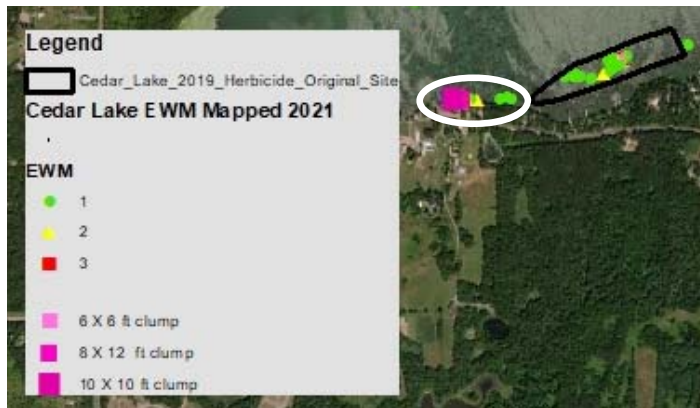 Legend
Cedar_Lake_2019_Herbicide_Original_Site
Cedar Lake EWM Mapped 2021
EWM
1
2
3
6 X 6 ft clump
8 X 12 ft clump
10 X 10 ft clump